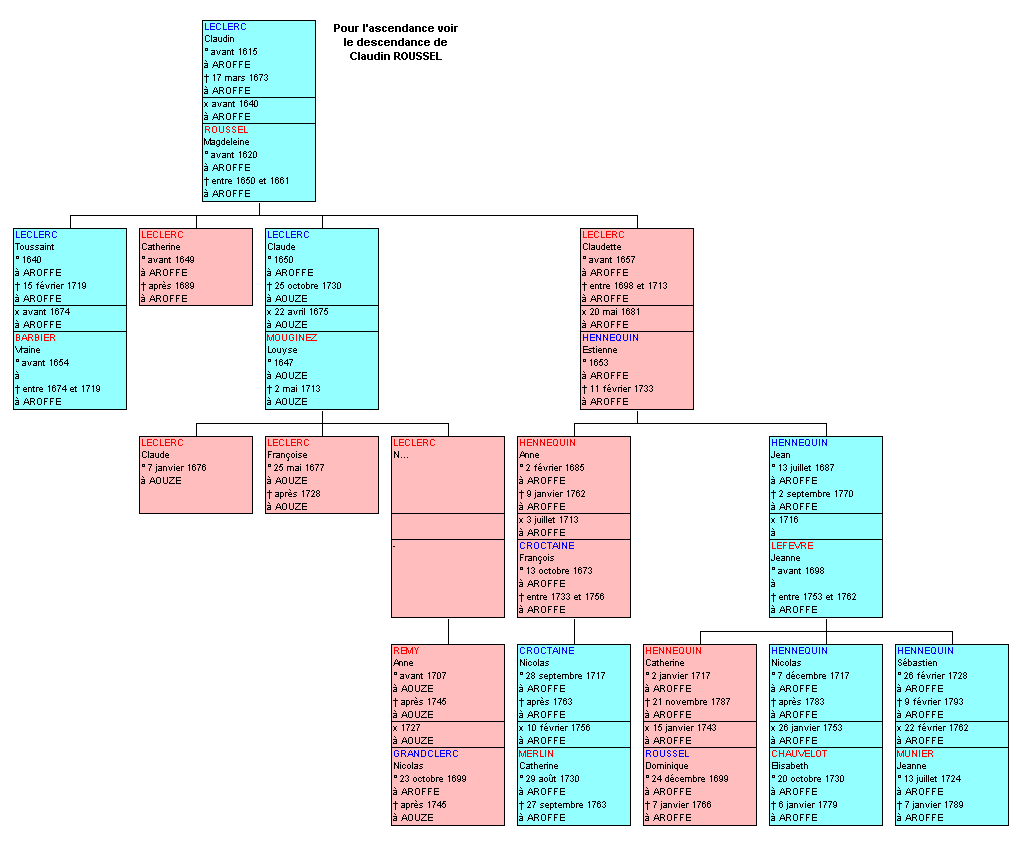 LECLERC
Claudin
° avant 1615
à AROFFE
† 17 mars 1673
à AROFFE
x avant 1640
à AROFFE
ROUSSEL
Magdeleine
° avant 1620
à AROFFE
† entre 1650 et 1661
à AROFFE
Pour l'ascendance voir
le descendance de
Claudin ROUSSEL
LECLERC
Toussaint
° 1640
à AROFFE
† 15 février 1719
à AROFFE
x avant 1674
à AROFFE
BARBIER
Vraine
° avant 1654
à
† entre 1674 et 1719
à AROFFE
LECLERC
Catherine
° avant 1649
à AROFFE
† après 1689
à AROFFE
LECLERC
Claude
° 1650
à AROFFE
† 25 octobre 1730
à AOUZE
x 22 avril 1675
à AOUZE
MOUGINEZ
Louyse
° 1647
à AOUZE
† 2 mai 1713
à AOUZE
LECLERC
Claudette
° avant 1657
à AROFFE
† entre 1698 et 1713
à AROFFE
x 20 mai 1681
à AROFFE
HENNEQUIN
Estienne
° 1653
à AROFFE
† 11 février 1733
à AROFFE
LECLERC
Claude
° 7 janvier 1676
à AOUZE
LECLERC
Françoise
° 25 mai 1677
à AOUZE
† après 1728
à AOUZE
LECLERC
N...
-
HENNEQUIN
Anne
° 2 février 1685
à AROFFE
† 9 janvier 1762
à AROFFE
x 3 juillet 1713
à AROFFE
CROCTAINE
François
° 13 octobre 1673
à AROFFE
† entre 1733 et 1756
à AROFFE
HENNEQUIN
Jean
° 13 juillet 1687
à AROFFE
† 2 septembre 1770
à AROFFE
x 1716
à
LEFEVRE
Jeanne
° avant 1698
à
† entre 1753 et 1762
à AROFFE
REMY
Anne
° avant 1707
à AOUZE
† après 1745
à AOUZE
x 1727
à AOUZE
GRANDCLERC
Nicolas
° 23 octobre 1699
à AROFFE
† après 1745
à AOUZE
CROCTAINE
Nicolas
° 28 septembre 1717
à AROFFE
† après 1763
à AROFFE
x 10 février 1756
à AROFFE
MERLIN
Catherine
° 29 août 1730
à AROFFE
† 27 septembre 1763
à AROFFE
HENNEQUIN
Catherine
° 2 janvier 1717
à AROFFE
† 21 novembre 1787
à AROFFE
x 15 janvier 1743
à AROFFE
ROUSSEL
Dominique
° 24 décembre 1699
à AROFFE
† 7 janvier 1766
à AROFFE
HENNEQUIN
Nicolas
° 7 décembre 1717
à AROFFE
† après 1783
à AROFFE
x 26 janvier 1753
à AROFFE
CHAUVELOT
Elisabeth
° 20 octobre 1730
à AROFFE
† 6 janvier 1779
à AROFFE
HENNEQUIN
Sébastien
° 26 février 1728
à AROFFE
† 9 février 1793
à AROFFE
x 22 février 1762
à AROFFE
MUNIER
Jeanne
° 13 juillet 1724
à AROFFE
† 7 janvier 1789
à AROFFE